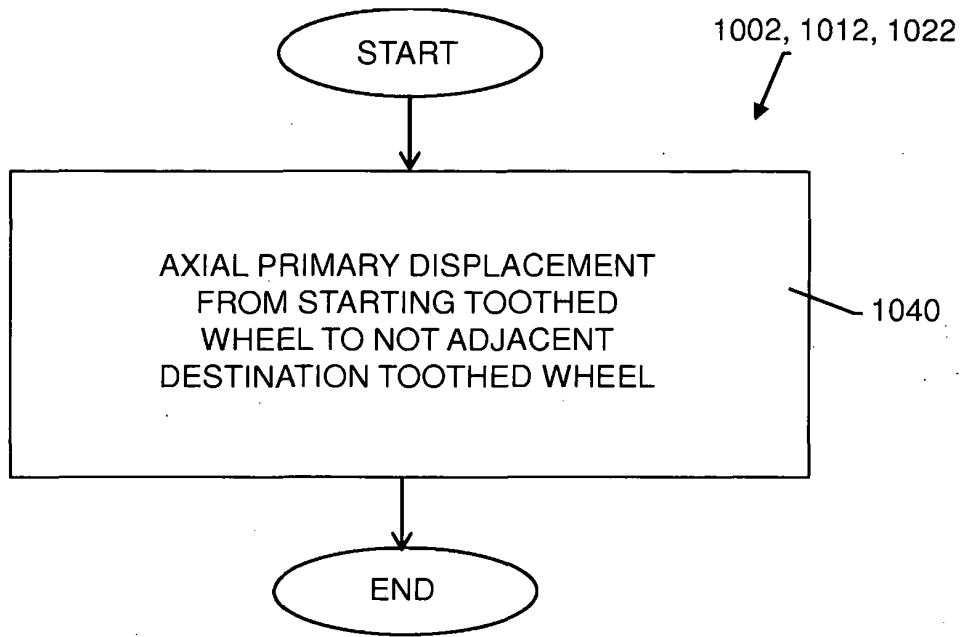 START
1002, 1012, 1022
AXIAL PRIMARY DISPLACEMENT
FROM STARTING TOOTHED
WHEEL TO NOT ADJACENT
DESTINATION TOOTHED WHEEL
1040
END